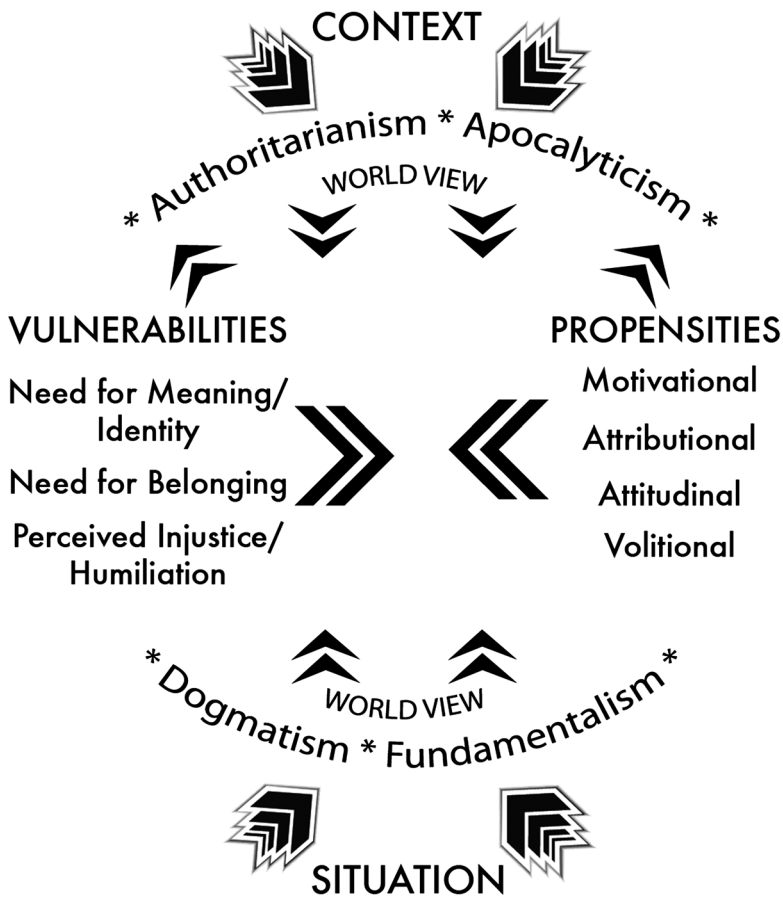 CONTEXT
* Authoritarianism * Apocalypticism *
WORLD VIEW
VULNERABILITIES
Need for Meaning/
Identity
Need for Belonging
Perceived Injustice/
Humiliation
PROPENSITIES
Motivational
Attributional
Attitudinal
Volitional
WORLD VIEW
* Dogmatism * Fundamentalism *
SITUATION